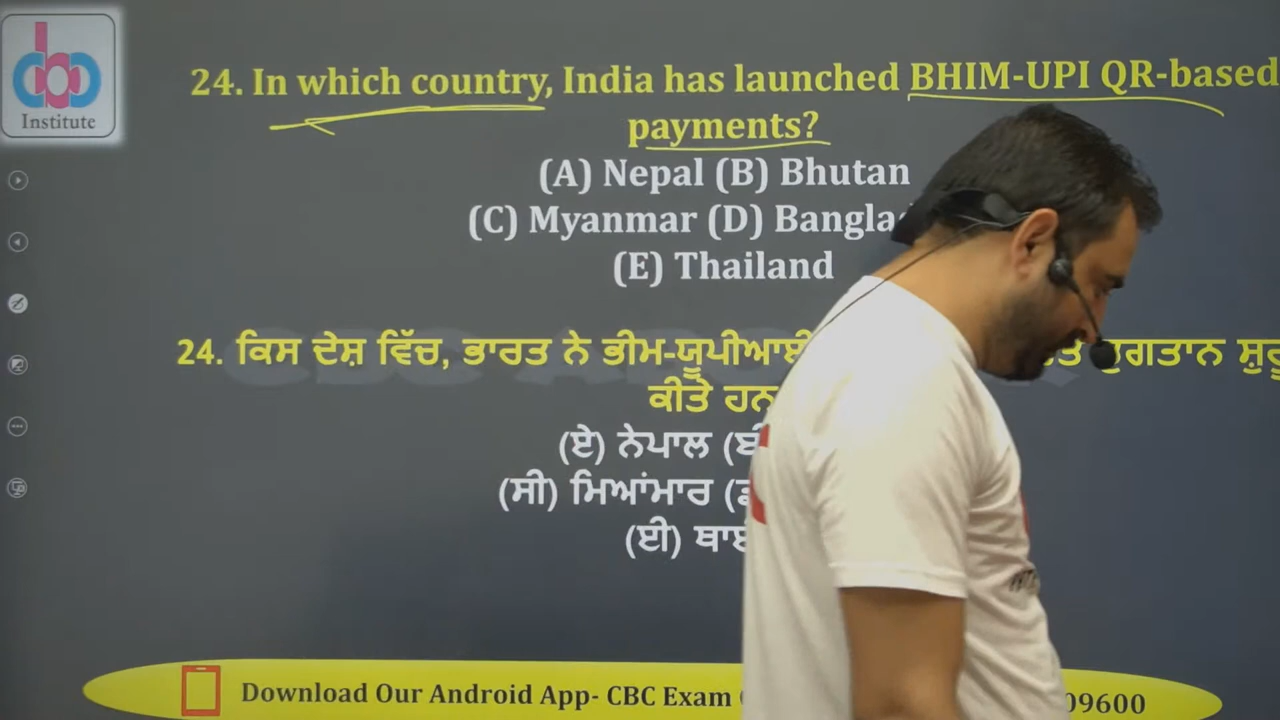 Institute
24. In which country, India has launched BHIM-UPI QR-based
payments?
(A) Nepal (B) Bhutan
(C) Myanmar (D)
(E) Thailand
24. ਕਿਸ ਦੇਸ਼ ਵਿੱਚ, ਭਾਰਤ ਨੇ ਭੀਮ-ਯੂਪੀਆਈ ਭੁਗਤਾਨ ਸ਼ੁਰੂ
ਕੀਤੇ ਹਨ
(ਏ) ਨੇਪਾਲ
(ਸੀ) ਮਿਆਂਮਾਰ
(ਈ)
Download Our Android App- CBC Exam 09600